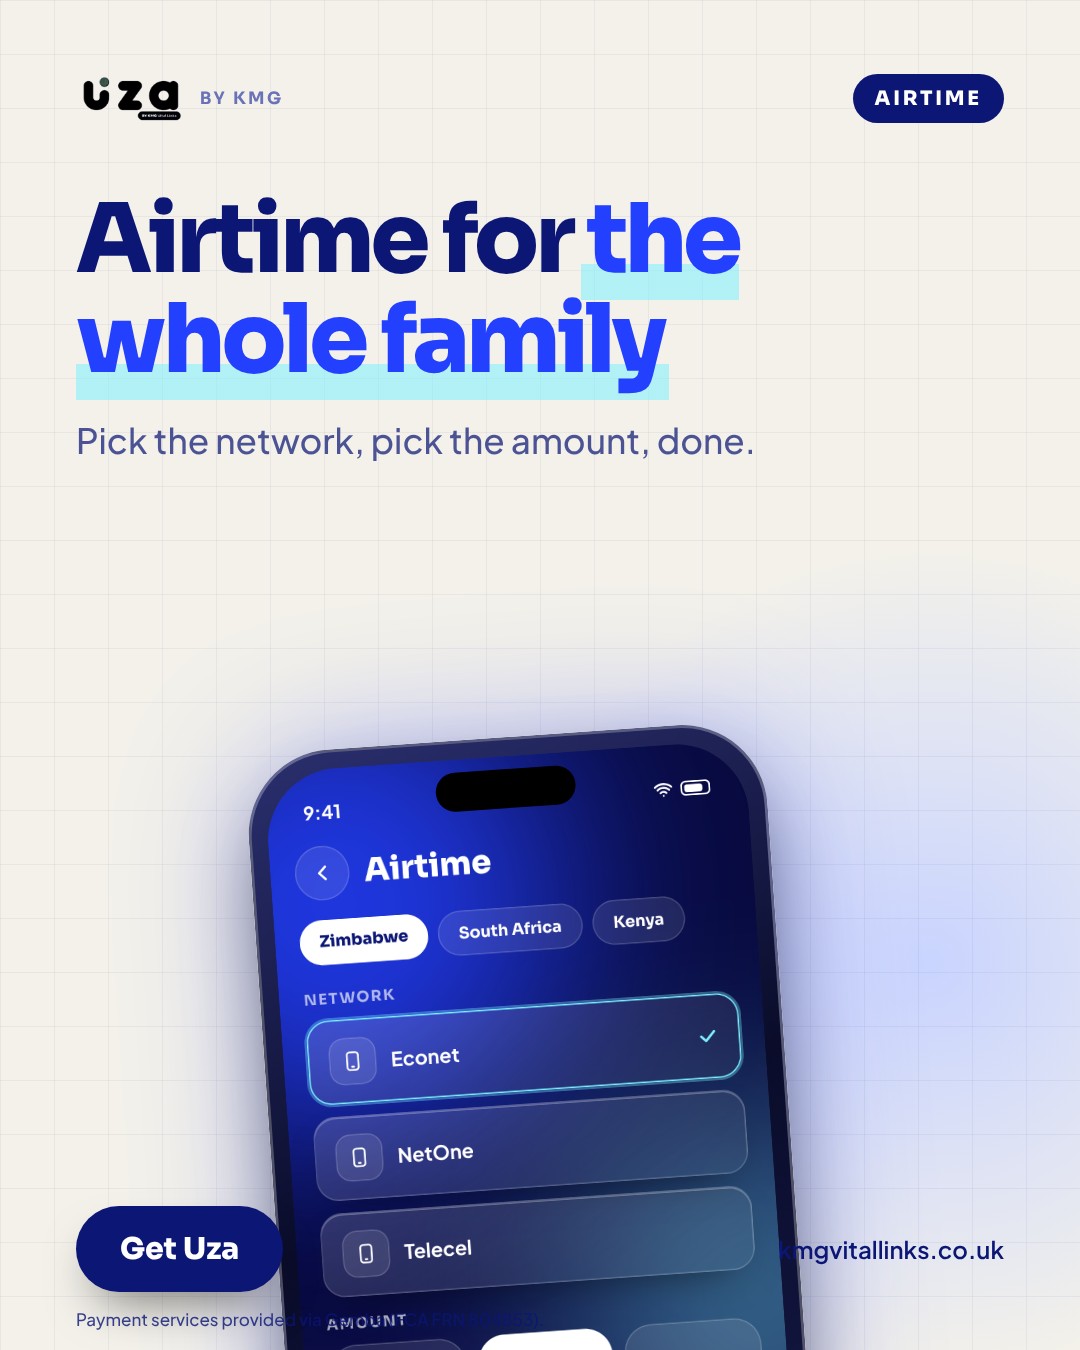 uza
BY KMG
AIRTIME
Airtime for the
whole family
Pick the network, pick the amount, done.
9:41
Airtime
Zimbabwe
South Africa
Kenya
NETWORK
Econet
NetOne
Telecel
Get Uza
kmgvitallinks.co.uk
Payment services provided via
AMOUNT